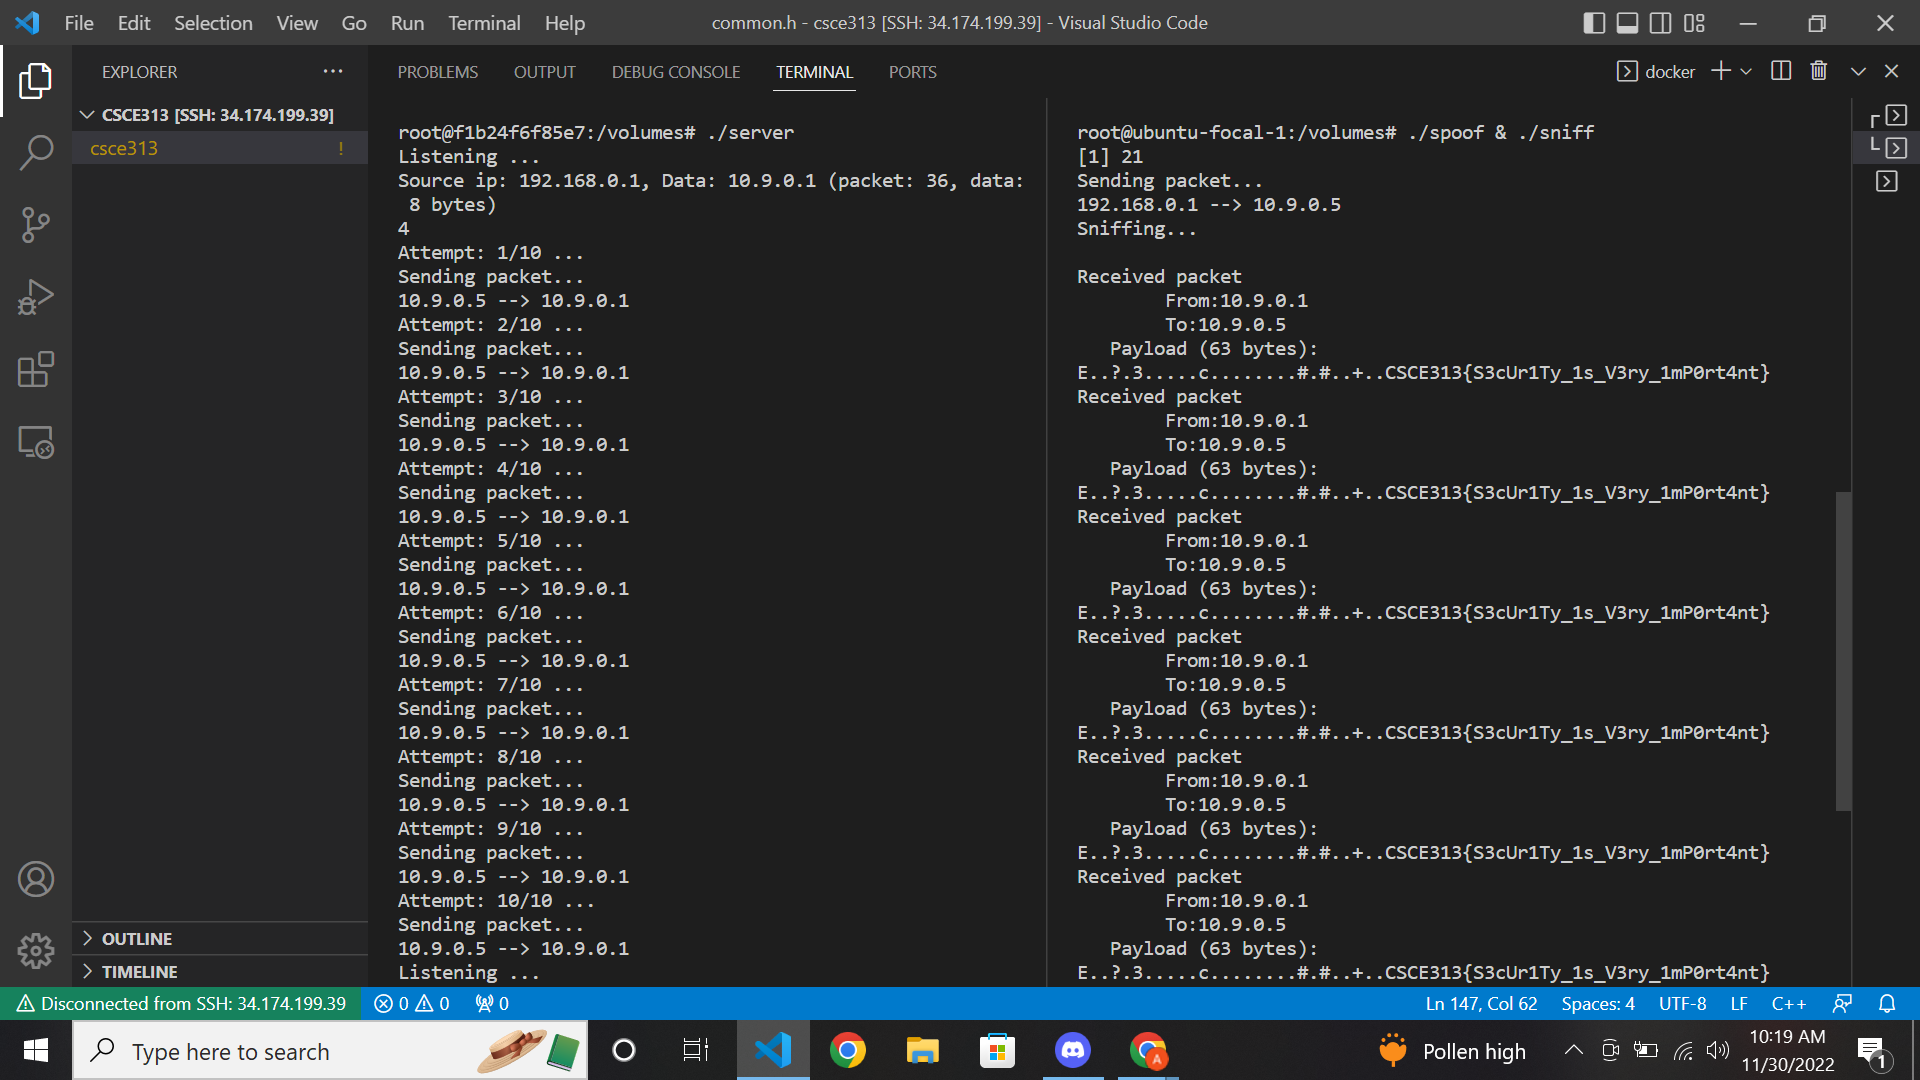 File Edit Selection View Go Run Terminal Help
common.h - csce313 [SSH: 34.174.199.39] - Visual Studio Code
EXPLORER
CSCE313 [SSH: 34.174.199.39]
csce313 !
OUTLINE
TIMELINE
PROBLEMS OUTPUT DEBUG CONSOLE TERMINAL PORTS
docker
root@f1b24f6f85e7:/volumes# ./server
Listening ...
Source ip: 192.168.0.1, Data: 10.9.0.1 (packet: 36, data:
8 bytes)
4
Attempt: 1/10 ...
Sending packet...
10.9.0.5 --> 10.9.0.1
Attempt: 2/10 ...
Sending packet...
10.9.0.5 --> 10.9.0.1
Attempt: 3/10 ...
Sending packet...
10.9.0.5 --> 10.9.0.1
Attempt: 4/10 ...
Sending packet...
10.9.0.5 --> 10.9.0.1
Attempt: 5/10 ...
Sending packet...
10.9.0.5 --> 10.9.0.1
Attempt: 6/10 ...
Sending packet...
10.9.0.5 --> 10.9.0.1
Attempt: 7/10 ...
Sending packet...
10.9.0.5 --> 10.9.0.1
Attempt: 8/10 ...
Sending packet...
10.9.0.5 --> 10.9.0.1
Attempt: 9/10 ...
Sending packet...
10.9.0.5 --> 10.9.0.1
Attempt: 10/10 ...
Sending packet...
10.9.0.5 --> 10.9.0.1
Listening ...
root@ubuntu-focal-1:/volumes# ./spoof & ./sniff
[1] 21
Sending packet...
192.168.0.1 --> 10.9.0.5
Sniffing...
Received packet
From:10.9.0.1
To:10.9.0.5
Payload (63 bytes):
E..?.3.....c........#.#..+..CSCE313{S3cUr1Ty_1s_V3ry_1mP0rt4nt}
Received packet
From:10.9.0.1
To:10.9.0.5
Payload (63 bytes):
E..?.3.....c........#.#..+..CSCE313{S3cUr1Ty_1s_V3ry_1mP0rt4nt}
Received packet
From:10.9.0.1
To:10.9.0.5
Payload (63 bytes):
E..?.3.....c........#.#..+..CSCE313{S3cUr1Ty_1s_V3ry_1mP0rt4nt}
Received packet
From:10.9.0.1
To:10.9.0.5
Payload (63 bytes):
E..?.3.....c........#.#..+..CSCE313{S3cUr1Ty_1s_V3ry_1mP0rt4nt}
Received packet
From:10.9.0.1
To:10.9.0.5
Payload (63 bytes):
E..?.3.....c........#.#..+..CSCE313{S3cUr1Ty_1s_V3ry_1mP0rt4nt}
Received packet
From:10.9.0.1
To:10.9.0.5
Payload (63 bytes):
E..?.3.....c........#.#..+..CSCE313{S3cUr1Ty_1s_V3ry_1mP0rt4nt}
Disconnected from SSH: 34.174.199.39 0 0 0
Ln 147, Col 62 Spaces: 4 UTF-8 LF C++
Type here to search
A
Pollen high
10:19 AM
11/30/2022
1